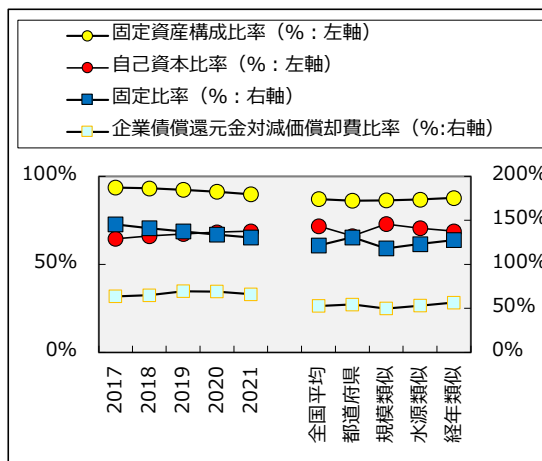 固定資産構成比率（%：左軸）
自己資本比率（%：左軸）
固定比率（%：右軸）
企業債償還元金対減価償却費比率（%:右軸）
100%
50%
0%
200%
150%
100%
50%
0%
2017
2018
2019
2020
2021
全国平均
都道府県
規模類似
水源類似
経年類似